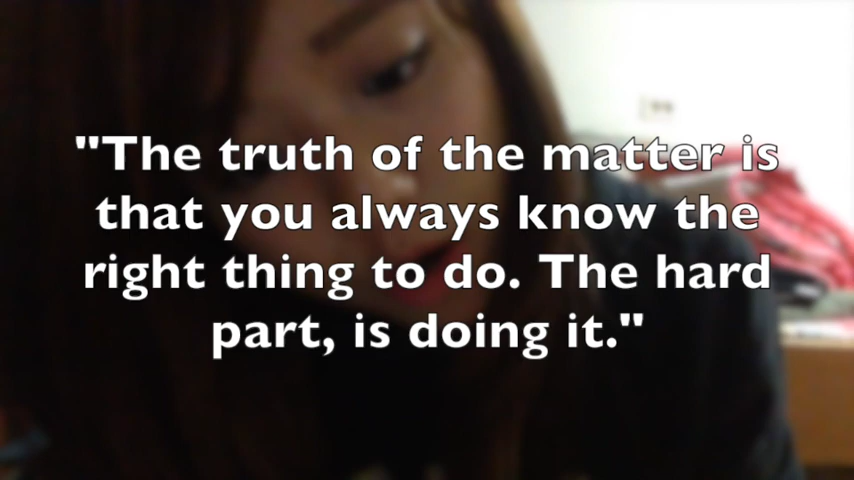 "The truth of the matter is
that you always know the
right thing to do. The hard
part, is doing it."